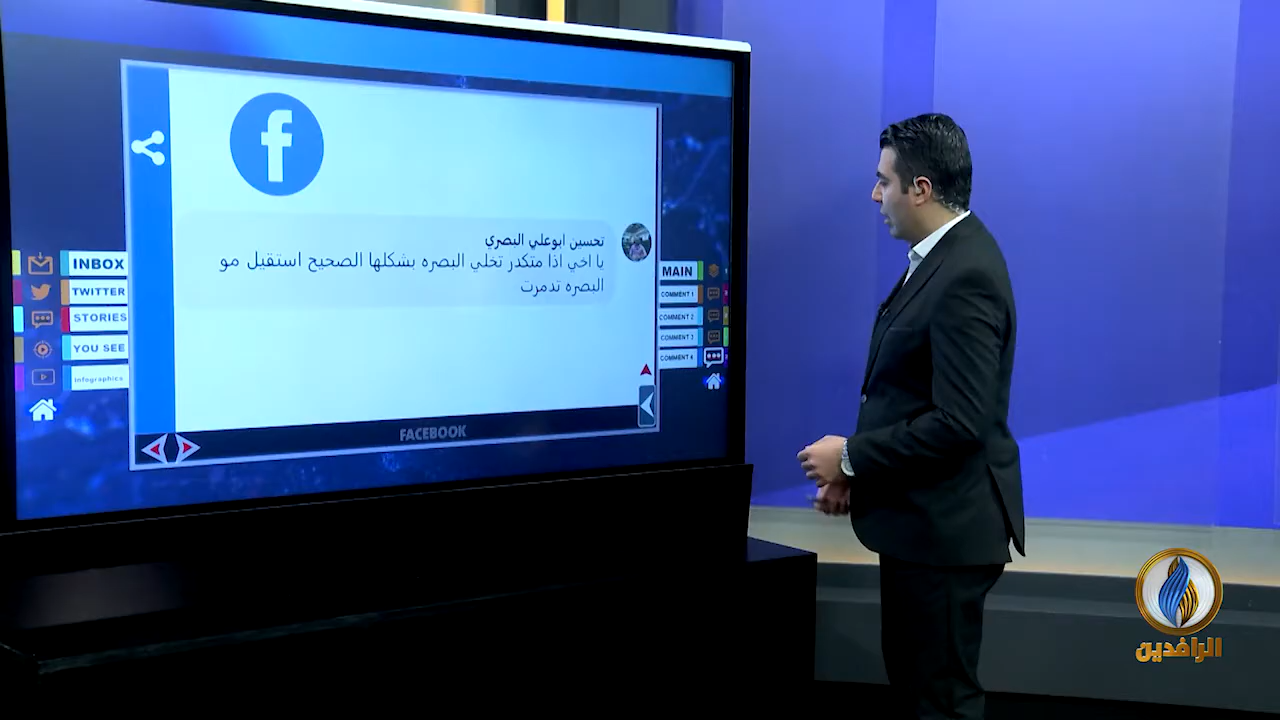 تحسين ابوعلي البصري
يا اخي اذا متكدر تخلي البصره بشكلها الصحيح استقيل مو
البصره تدمرت
INBOX
TWITTER
STORIES
YOU SEE
Infographics
MAIN
COMMENT 1
COMMENT 2
COMMENT 3
COMMENT 4
FACEBOOK
الرافدين